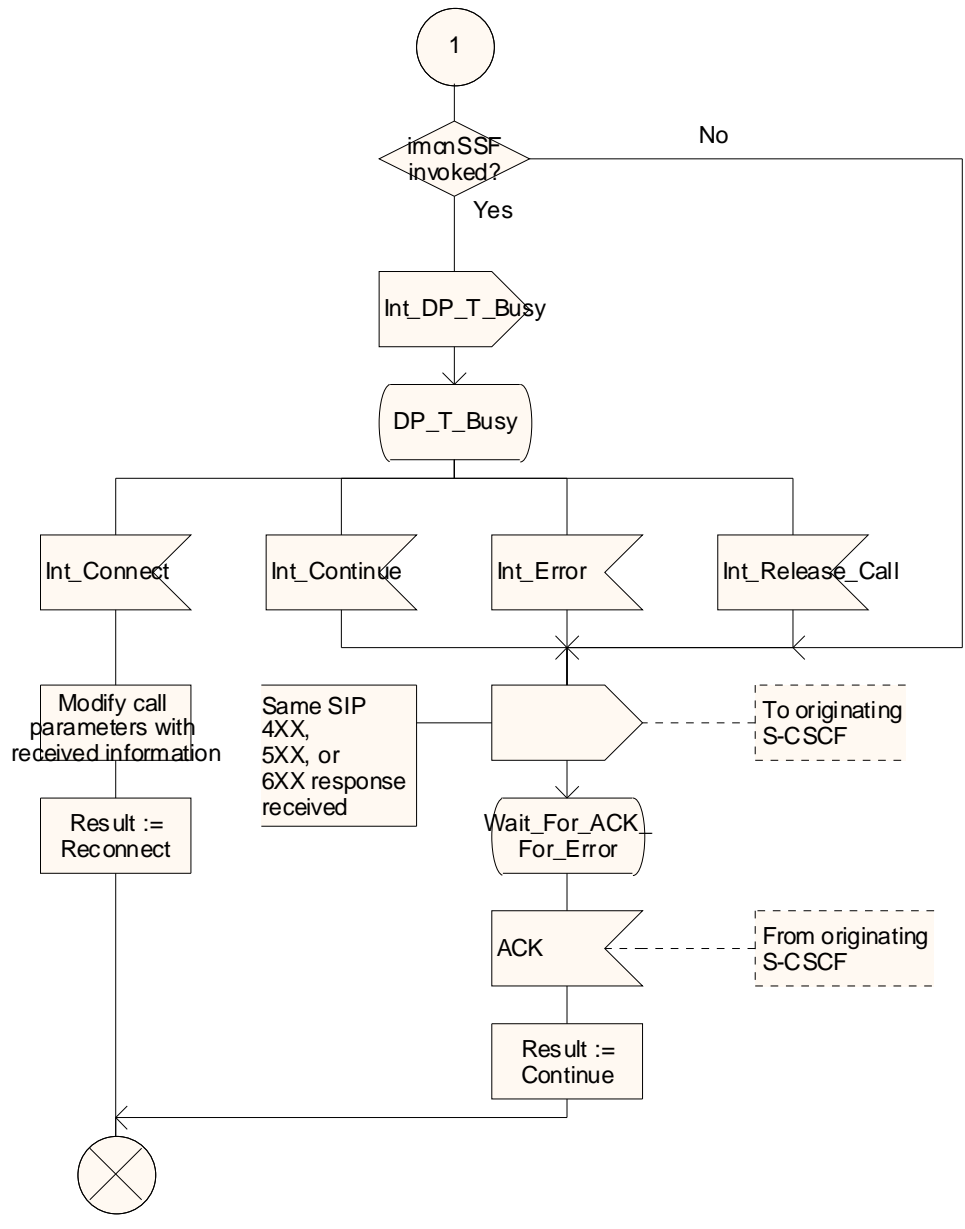 1
imcnSSF
invoked?
No
Yes
Int_DP_T_Busy
DP_T_Busy
Int_Connect
Int_Continue
Int_Error
Int_Release_Call
Modify call
parameters with
received information
Same SIP
4XX,
5XX, or
6XX response
received
To originating
S-CSCF
Result :=
Reconnect
Wait_For_ACK_
For_Error
ACK
From originating
S-CSCF
Result :=
Continue